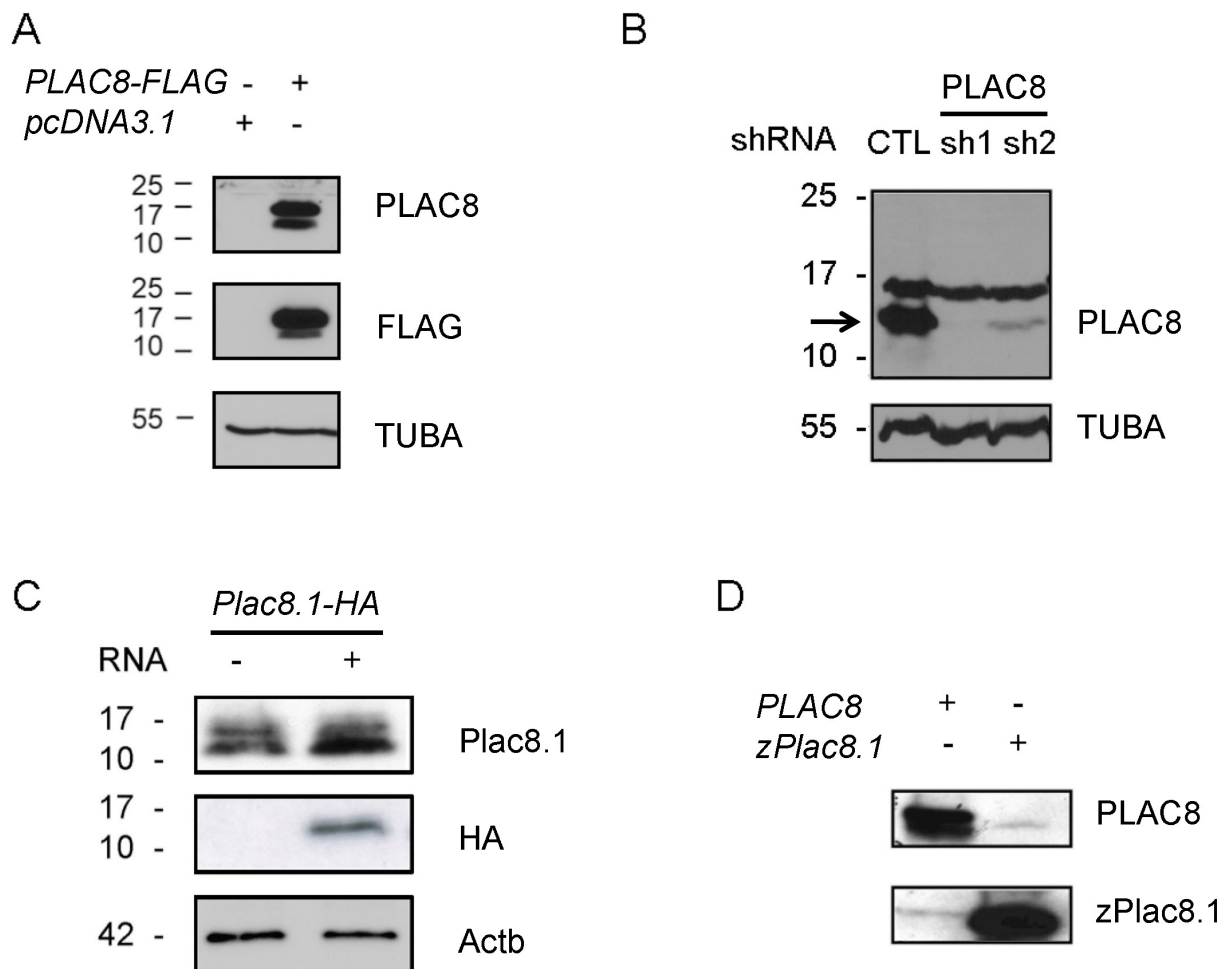 A
PLAC8-FLAG - +
pcDNA3.1 + -
25
17
10
PLAC8
25
17
10
FLAG
55
TUBA
B
PLAC8
shRNA CTL sh1 sh2
25 -
17 -
10 -
PLAC8
55 -
TUBA
C
Plac8.1-HA
RNA - +
17 -
10 -
Plac8.1
17 -
10 -
HA
42 -
Actb
D
PLAC8 + -
zPlac8.1 - +
PLAC8
zPlac8.1